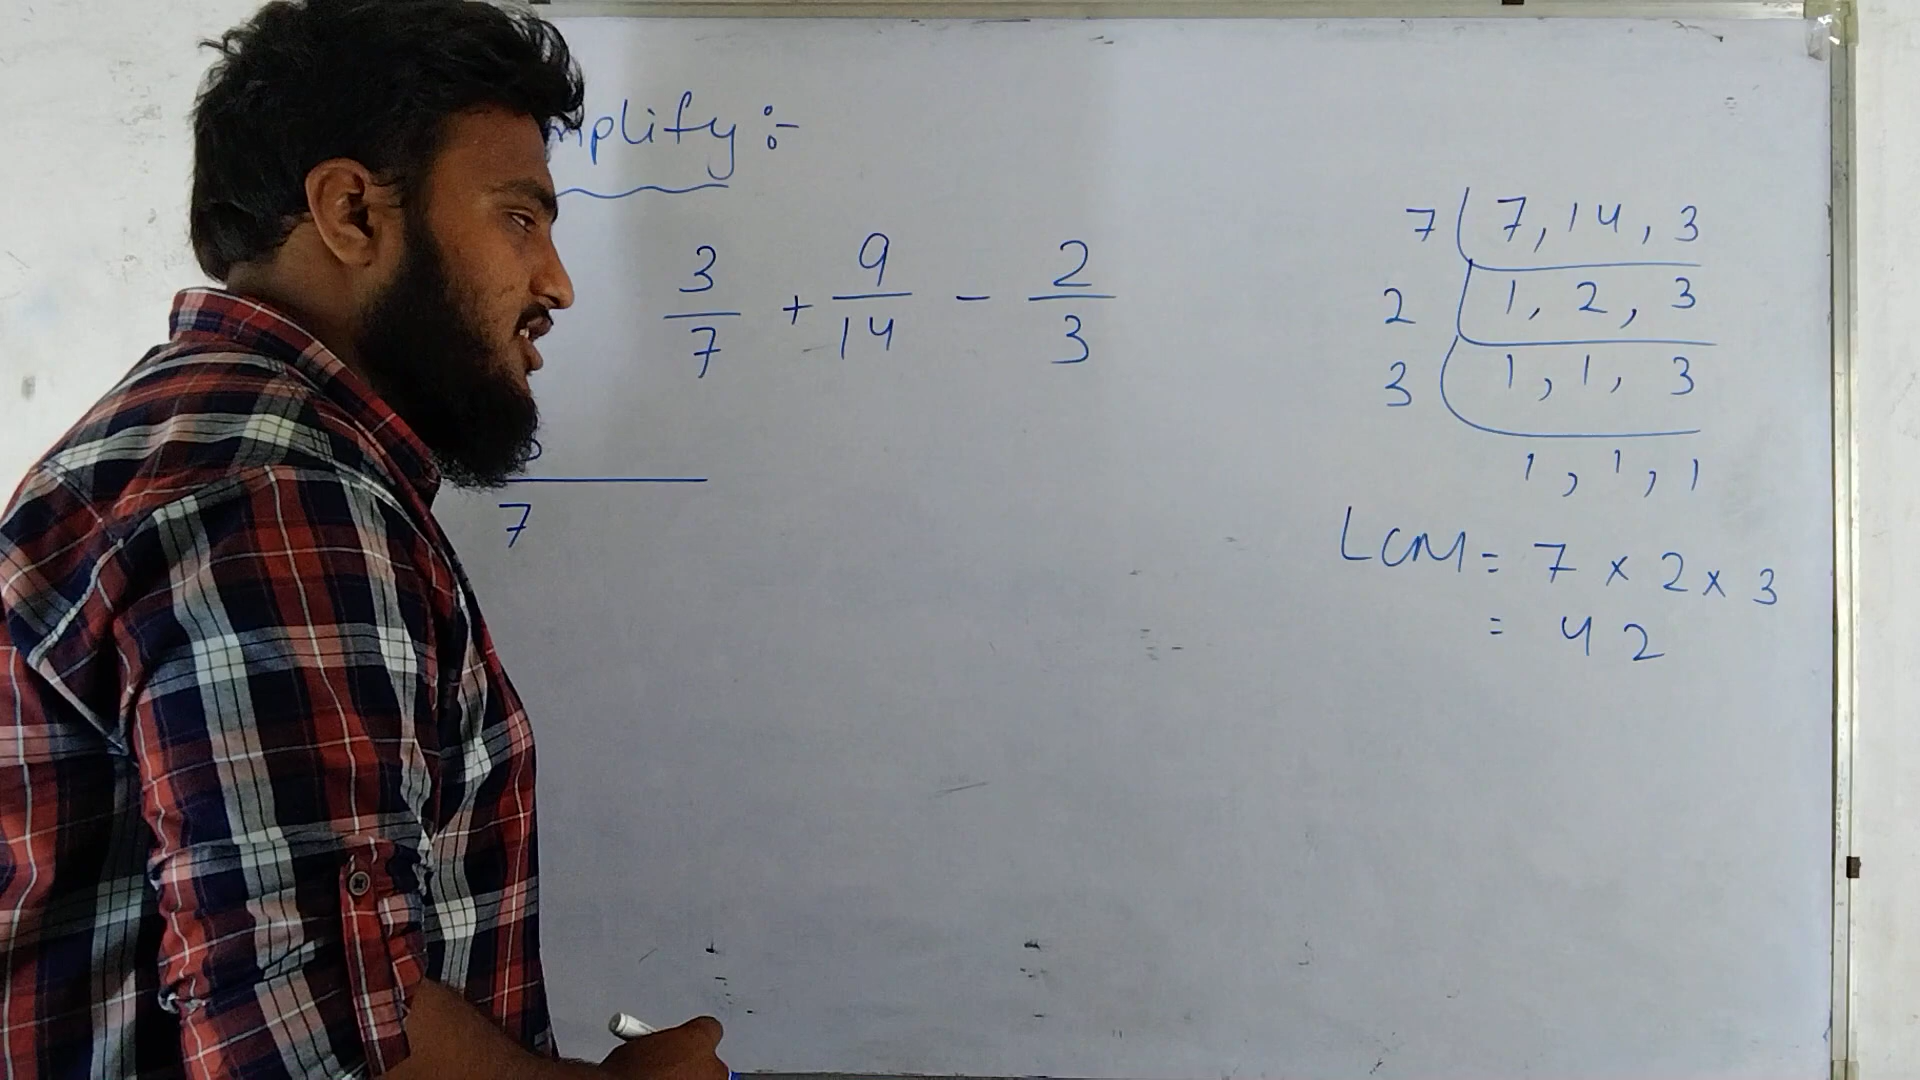 mplify :-
3/7 + 9/14 - 2/3
7
7 ( 7, 14, 3
2 ( 1, 2, 3
3 ( 1, 1, 3
1, 1, 1
LCM = 7 x 2 x 3
= 42